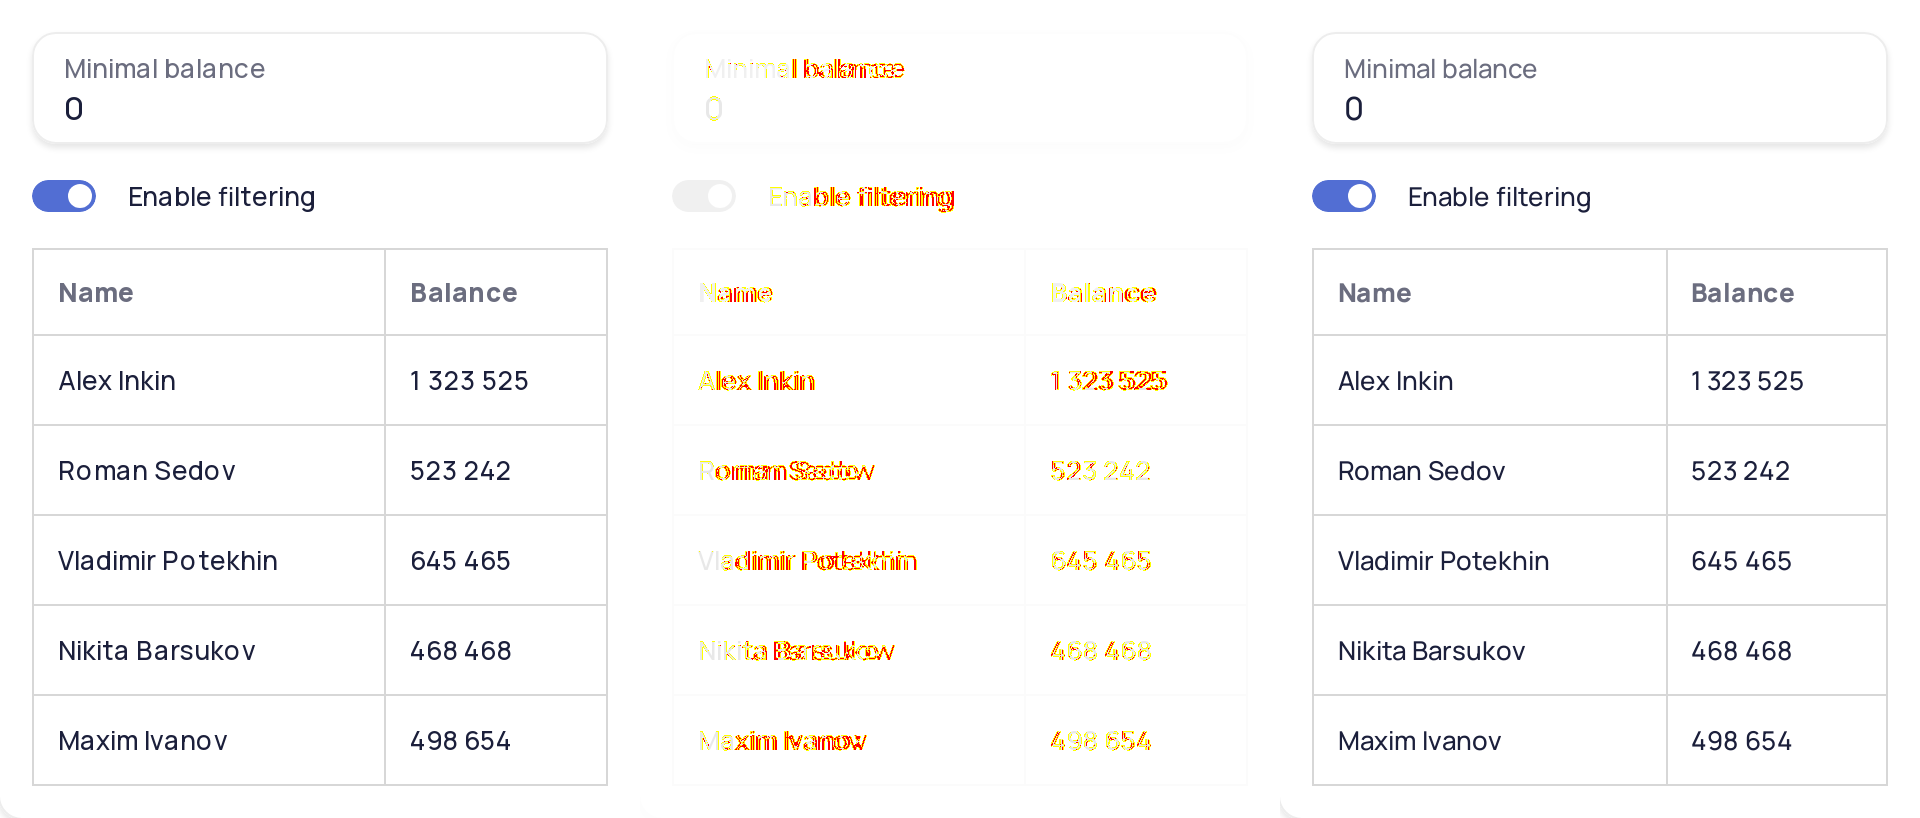 Minimal balance
0
Enable filtering
Name Balance
Alex Inkin 1 323 525
Roman Sedov 523 242
Vladimir Potekhin 645 465
Nikita Barsukov 468 468
Maxim Ivanov 498 654
Minimal balance
0
Enable filtering
Name Balance
Alex Inkin 1 323 525
Roman Sedov 523 242
Vladimir Potekhin 645 465
Nikita Barsukov 468 468
Maxim Ivanov 498 654
Minimal balance
0
Enable filtering
Name Balance
Alex Inkin 1 323 525
Roman Sedov 523 242
Vladimir Potekhin 645 465
Nikita Barsukov 468 468
Maxim Ivanov 498 654